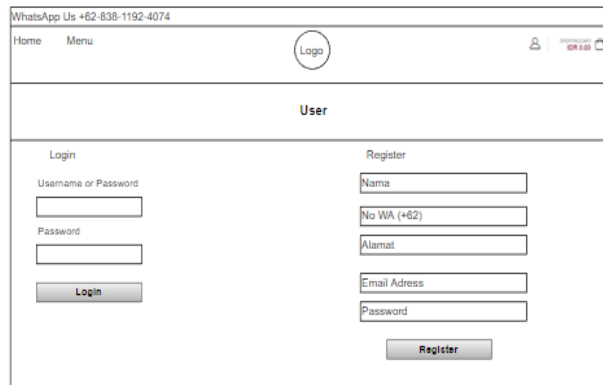 WhatsApp Us +62-838-1192-4074
Home Menu
Logo
IDR 0.00
User
Login
Username or Password
Password
Login
Register
Nama
No WA (+62)
Alamat
Email Adress
Password
Register